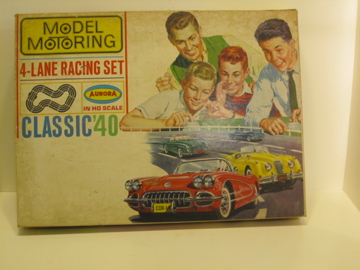 MODEL
MOTORING
4-LANE RACING SET
AURORA
IN HO SCALE
CLASSIC '40